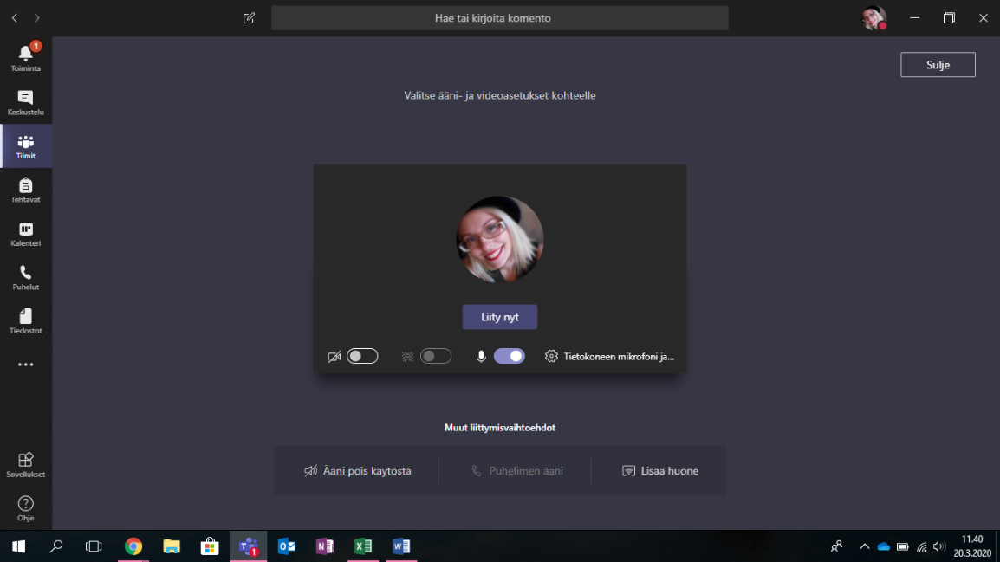 Hae tai kirjoita komento
1
Toiminta
Keskustelu
Tiimit
Tehtävät
Kalenteri
Puhelut
Tiedostot
Sovellukset
Ohje
Sulje
Valitse ääni- ja videoasetukset kohteelle
Liity nyt
Tietokoneen mikrofoni ja...
Muut liittymisvaihtoehdot
Ääni pois käytöstä
Puhelimen ääni
Lisää huone
11.40
20.3.2020